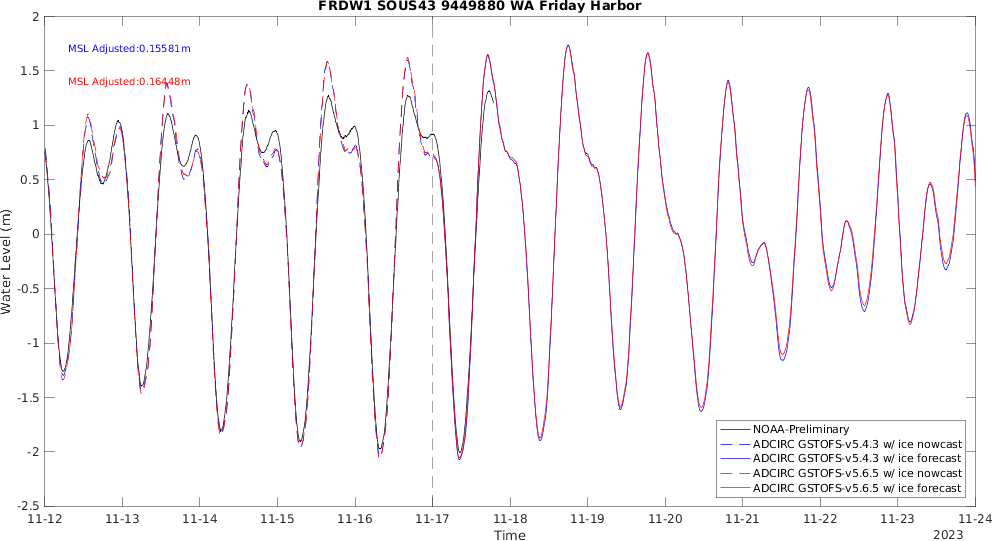 FRDW1 SOUS43 9449880 WA Friday Harbor
2
1.5
1
0.5
0
-0.5
-1
-1.5
-2
-2.5
Water Level (m)
MSL Adjusted:0.15581m
MSL Adjusted:0.16448m
NOAA-Preliminary
ADCIRC GSTOFS-v5.4.3 w/ ice nowcast
ADCIRC GSTOFS-v5.4.3 w/ ice forecast
ADCIRC GSTOFS-v5.6.5 w/ ice nowcast
ADCIRC GSTOFS-v5.6.5 w/ ice forecast
11-12 11-13 11-14 11-15 11-16 11-17 11-18 11-19 11-20 11-21 11-22 11-23 11-24
Time
2023